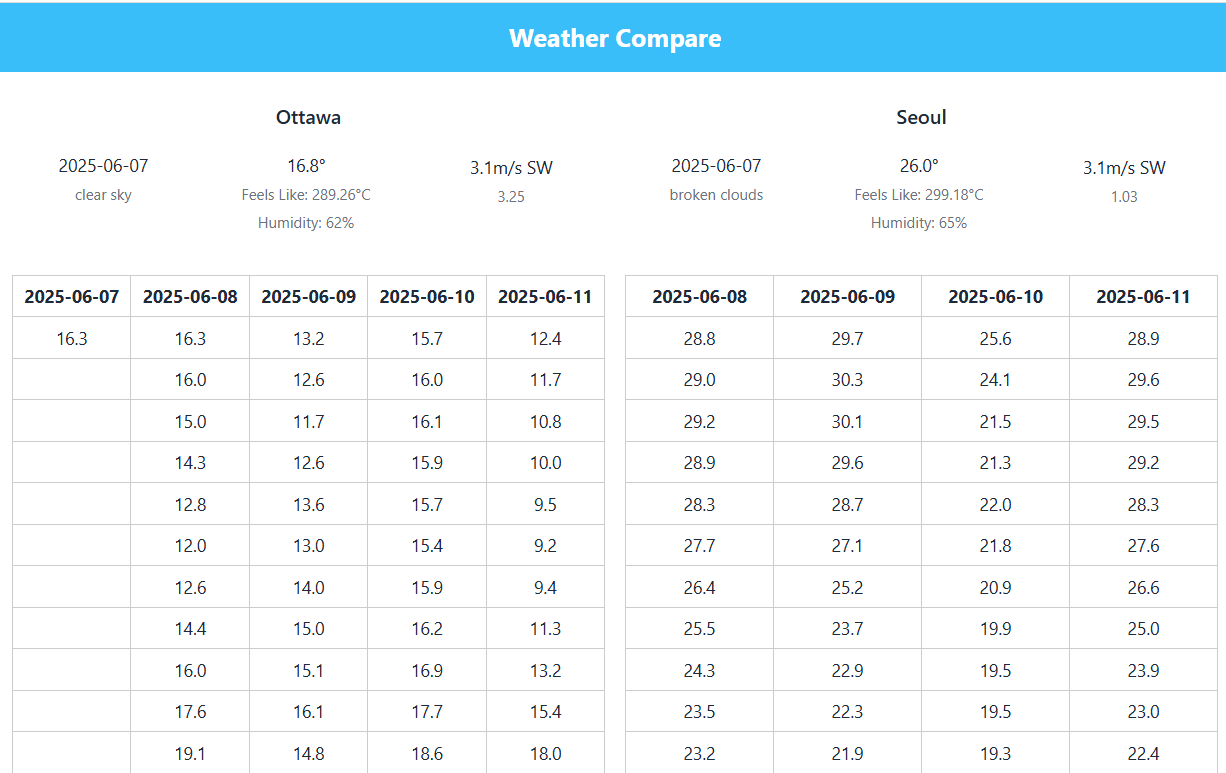 Weather Compare
Ottawa
2025-06-07 16.8° 3.1m/s SW
clear sky Feels Like: 289.26°C 3.25
Humidity: 62%
Seoul
2025-06-07 26.0° 3.1m/s SW
broken clouds Feels Like: 299.18°C 1.03
Humidity: 65%
2025-06-07 2025-06-08 2025-06-09 2025-06-10 2025-06-11
16.3 16.3 13.2 15.7 12.4
16.0 12.6 16.0 11.7
15.0 11.7 16.1 10.8
14.3 12.6 15.9 10.0
12.8 13.6 15.7 9.5
12.0 13.0 15.4 9.2
12.6 14.0 15.9 9.4
14.4 15.0 16.2 11.3
16.0 15.1 16.9 13.2
17.6 16.1 17.7 15.4
19.1 14.8 18.6 18.0
2025-06-08 2025-06-09 2025-06-10 2025-06-11
28.8 29.7 25.6 28.9
29.0 30.3 24.1 29.6
29.2 30.1 21.5 29.5
28.9 29.6 21.3 29.2
28.3 28.7 22.0 28.3
27.7 27.1 21.8 27.6
26.4 25.2 20.9 26.6
25.5 23.7 19.9 25.0
24.3 22.9 19.5 23.9
23.5 22.3 19.5 23.0
23.2 21.9 19.3 22.4